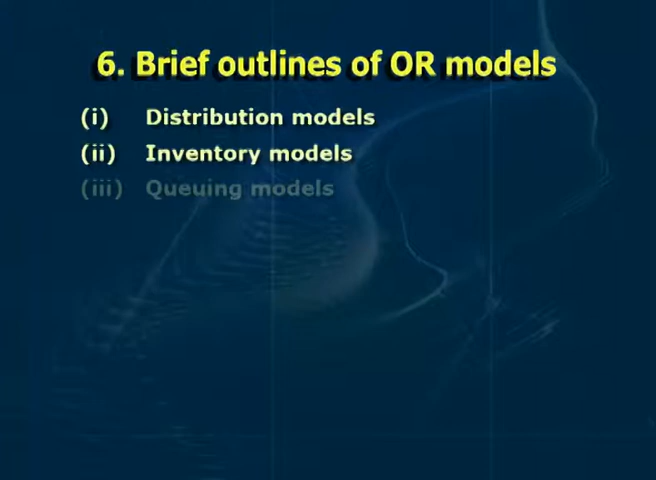 6. Brief outlines of OR models
(i) Distribution models
(ii) Inventory models
(iii) Queuing models